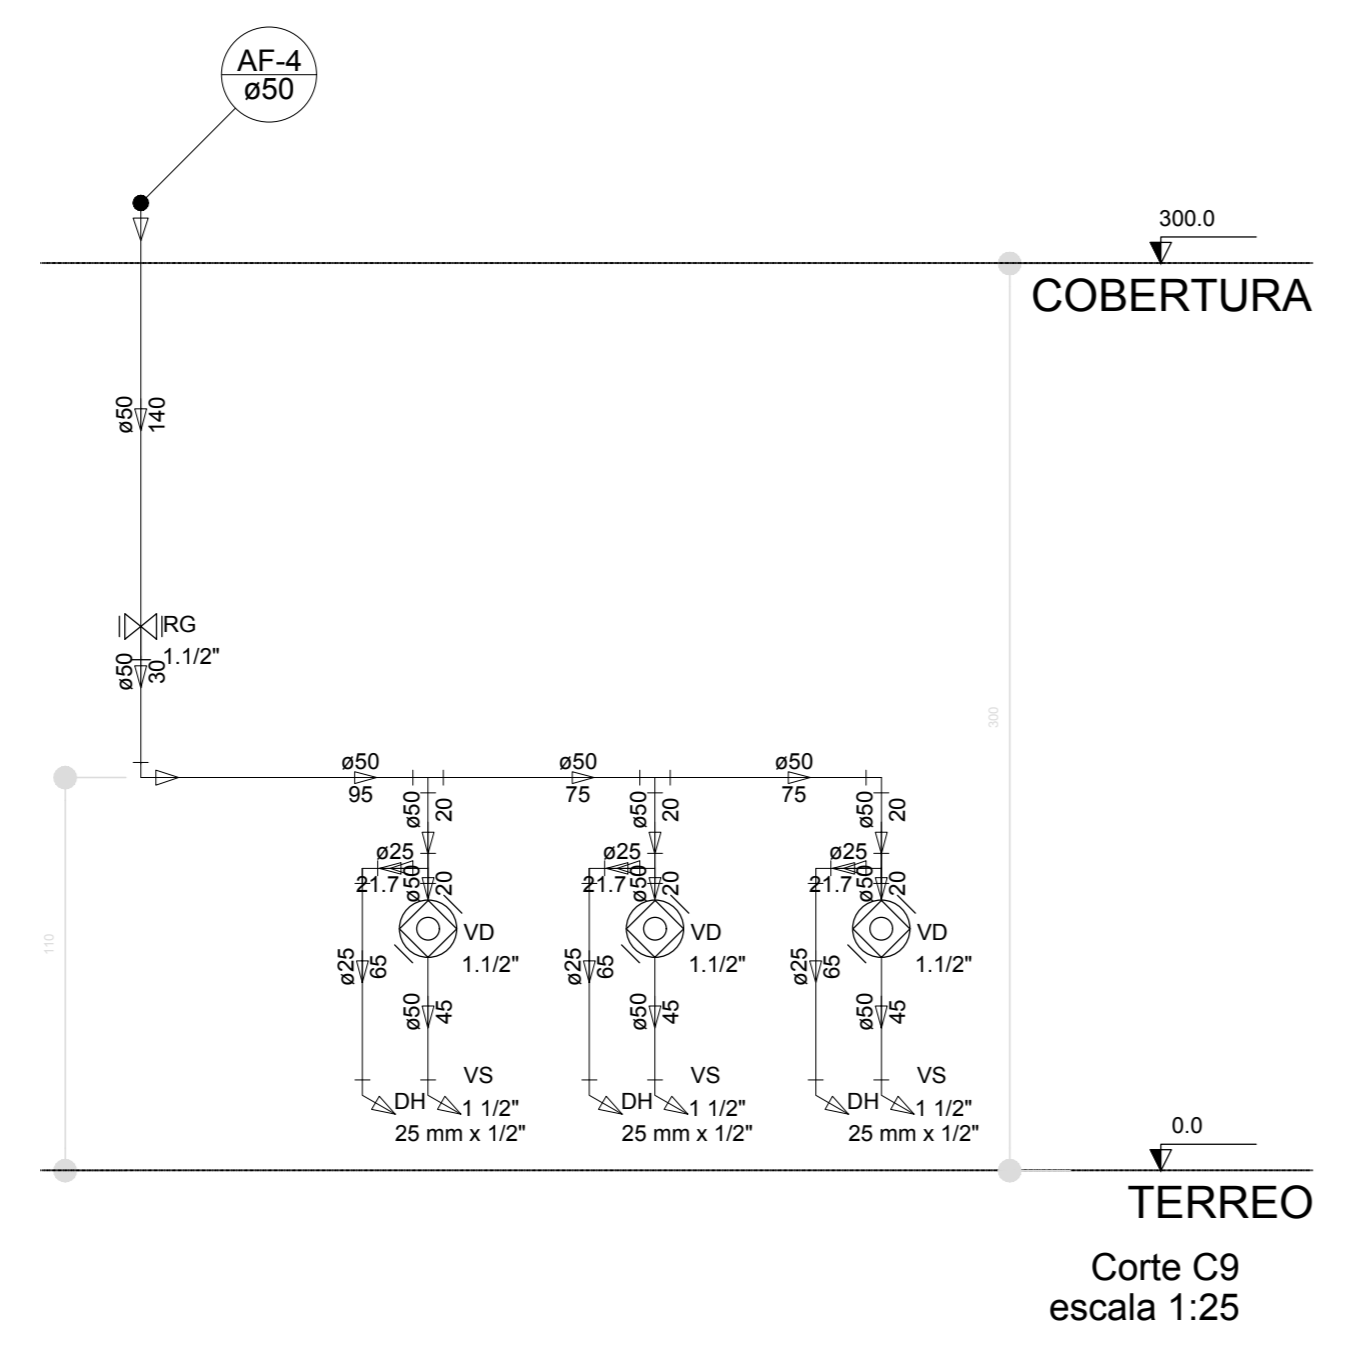 AF-4
ø50
300.0
COBERTURA
ø50
140
RG
1.1/2"
ø50
30
300
ø50
95
ø50
75
ø50
75
ø50
20
ø50
20
ø50
20
ø25
21.7
ø50
20
ø25
21.7
ø50
20
ø25
21.7
ø50
20
110
VD
1.1/2"
VD
1.1/2"
VD
1.1/2"
ø25
65
ø50
45
ø25
65
ø50
45
ø25
65
ø50
45
VS
VS
VS
DH
1 1/2"
DH
1 1/2"
DH
1 1/2"
25 mm x 1/2"
25 mm x 1/2"
25 mm x 1/2"
0.0
TERREO
Corte C9
escala 1:25